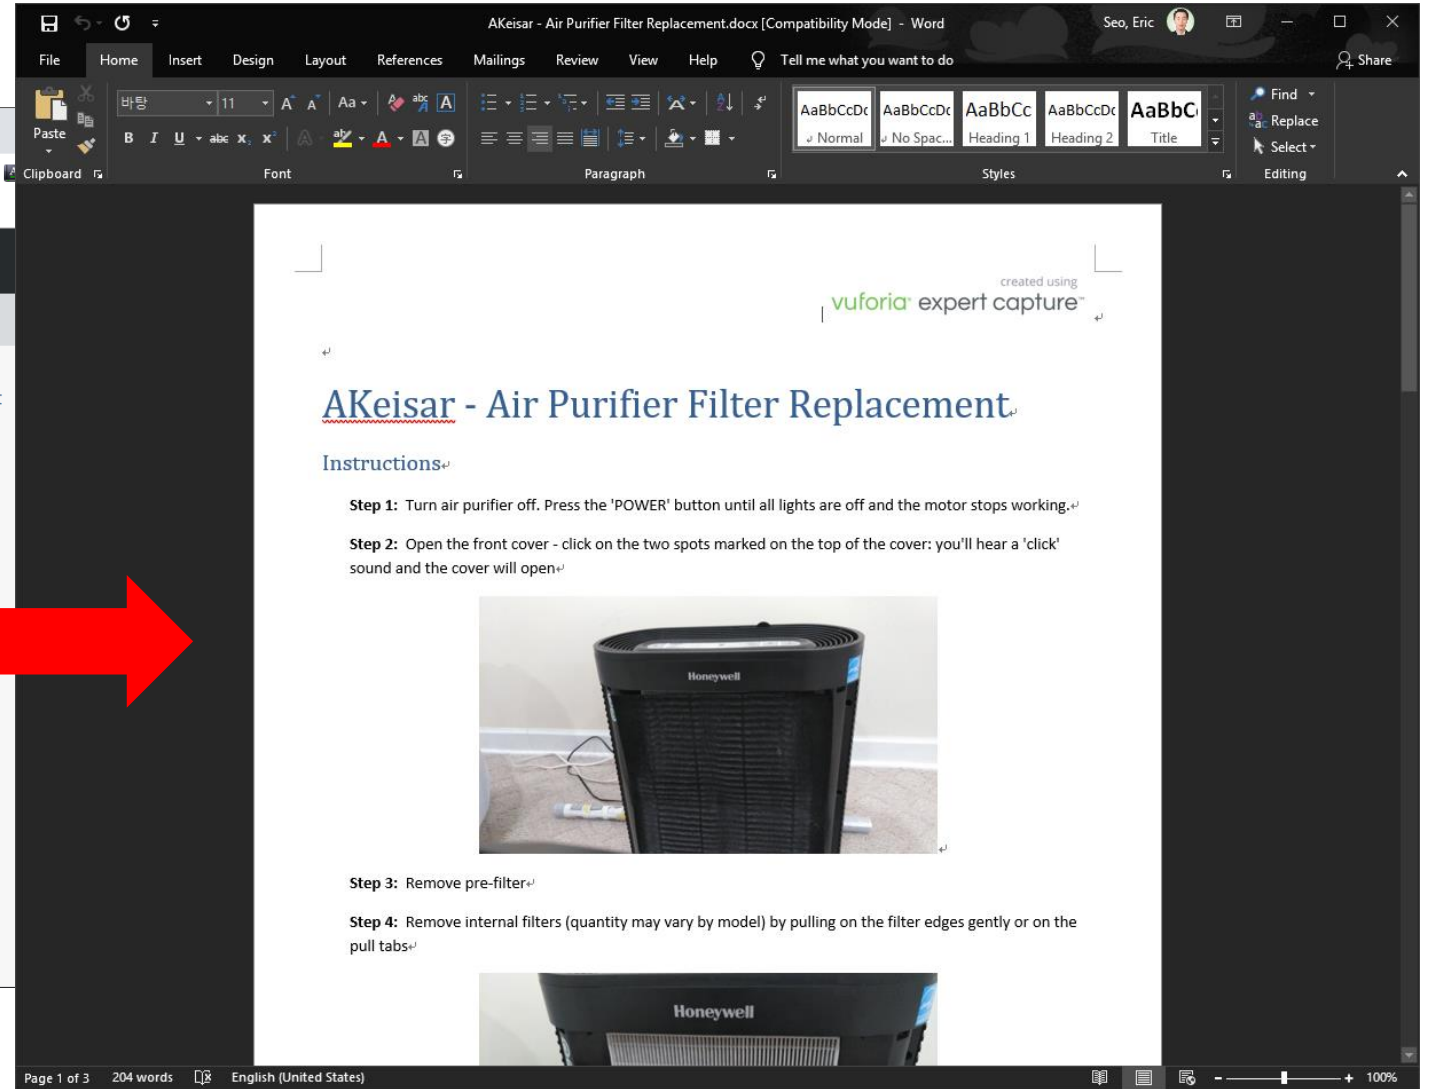 AKeisar - Air Purifier Filter Replacement.docx [Compatibility Mode] - Word
Seo, Eric
File Home Insert Design Layout References Mailings Review View Help Tell me what you want to do Share
바탕 11 A A Aa abc A
Find
Paste
AaBbCcDc AaBbCcDc AaBbCc AaBbCcDc AaBbC
Replace
B I U abc X, X² A aby A A
Normal No Spac... Heading 1 Heading 2 Title
Select
Clipboard Font Paragraph Styles Editing
created using
vuforia expert capture™
AKeisar - Air Purifier Filter Replacement
Instructions
Step 1: Turn air purifier off. Press the 'POWER' button until all lights are off and the motor stops working.
Step 2: Open the front cover - click on the two spots marked on the top of the cover: you'll hear a 'click'
sound and the cover will open
Honeywell
Step 3: Remove pre-filter
Step 4: Remove internal filters (quantity may vary by model) by pulling on the filter edges gently or on the
pull tabs
Honeywell
Page 1 of 3 204 words English (United States) 100%